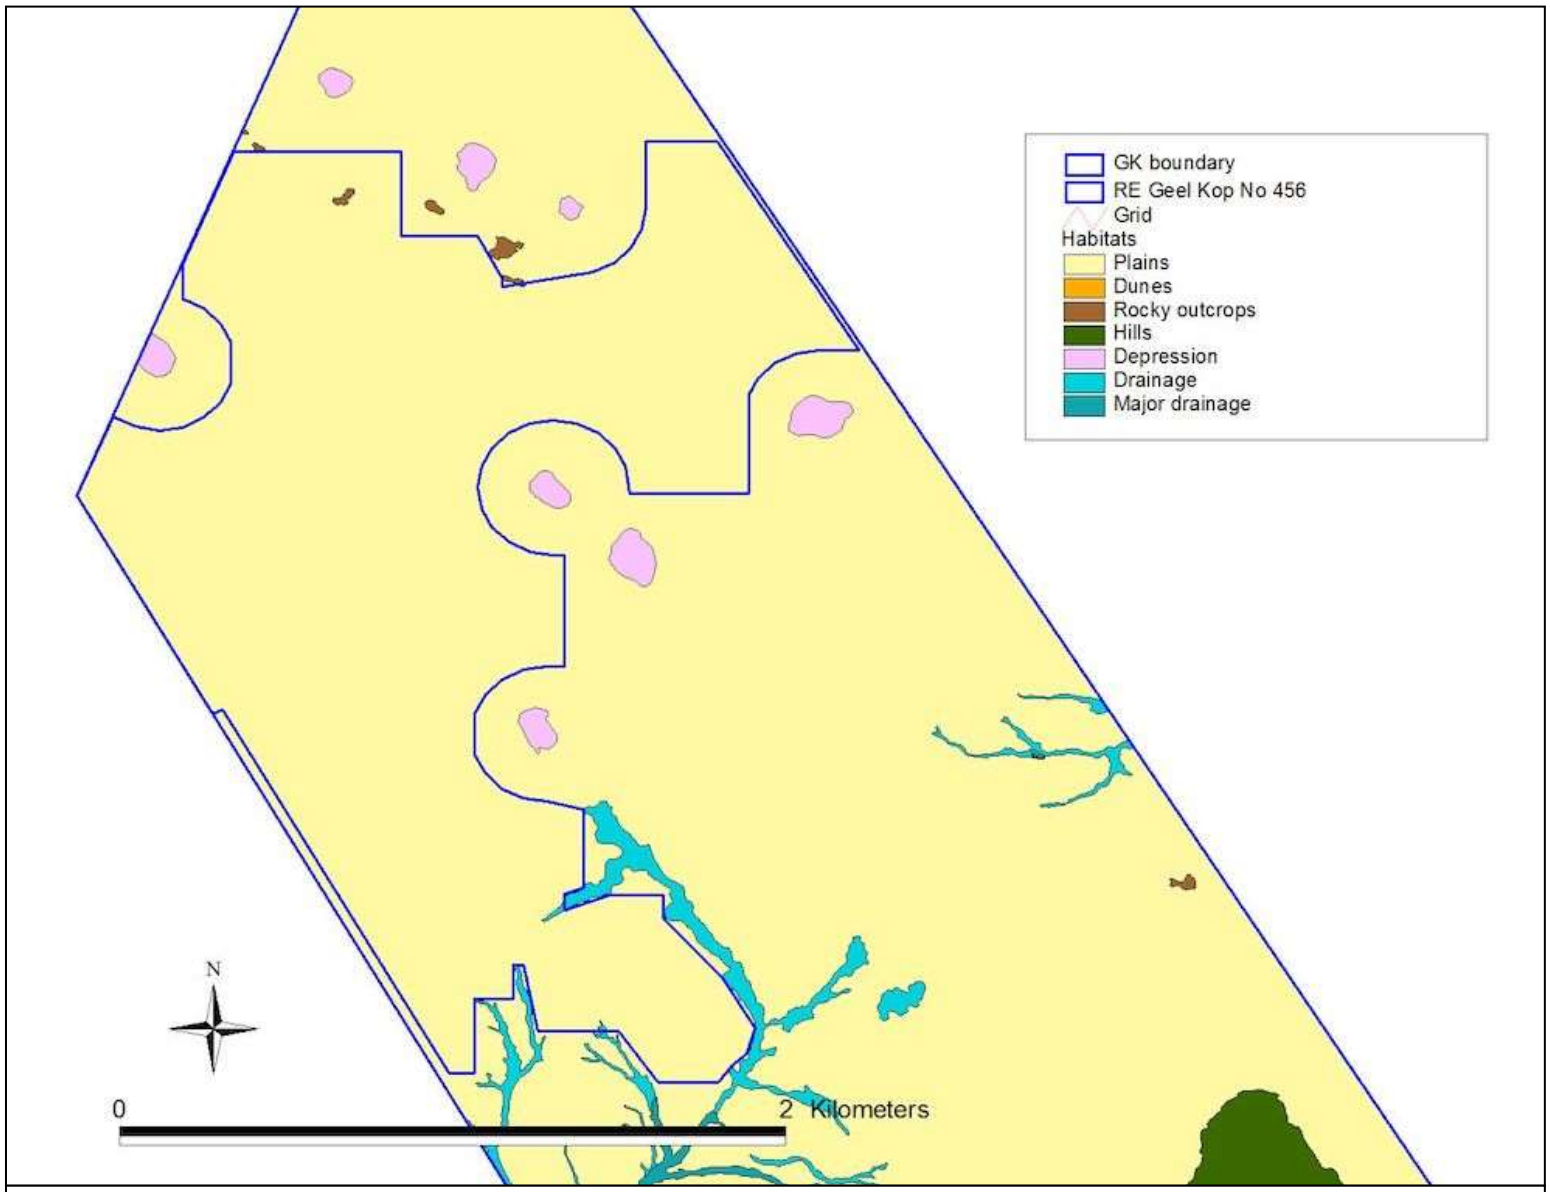 GK boundary
RE Geel Kop No 456
Grid
Habitats
Plains
Dunes
Rocky outcrops
Hills
Depression
Drainage
Major drainage
N
0 2 Kilometers